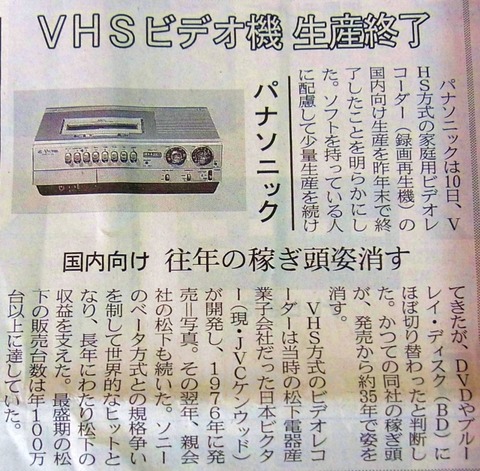 VHSビデオ機 生産終了
パナソニック
パナソニックは10日、V
HS方式の家庭用ビデオレ
コーダー(録画再生機)の
国内向け生産を昨年末で終
了したことを明らかにし
た。ソフトを持っている人
に配慮して少量生産を続け
国内向け 往年の稼ぎ頭姿消す
てきたが、DVDやブルー
レイ・ディスク(BD)に
ほぼ切り替わったと判断し
た。かつての同社の稼ぎ頭
が、発売から約35年で姿を
消す。
VHS方式のビデオレコ
ーダーは当時の松下電器産
業子会社だった日本ビクタ
ー(現・JVCケンウッド)
が開発し、1976年に発
売=写真。その翌年、親会
社の松下も続いた。ソニー
のベータ方式との規格争い
を制して世界的なヒットと
なり、長年にわたり松下の
収益を支えた。最盛期の松
下の販売台数は年100万
台以上に達していた。